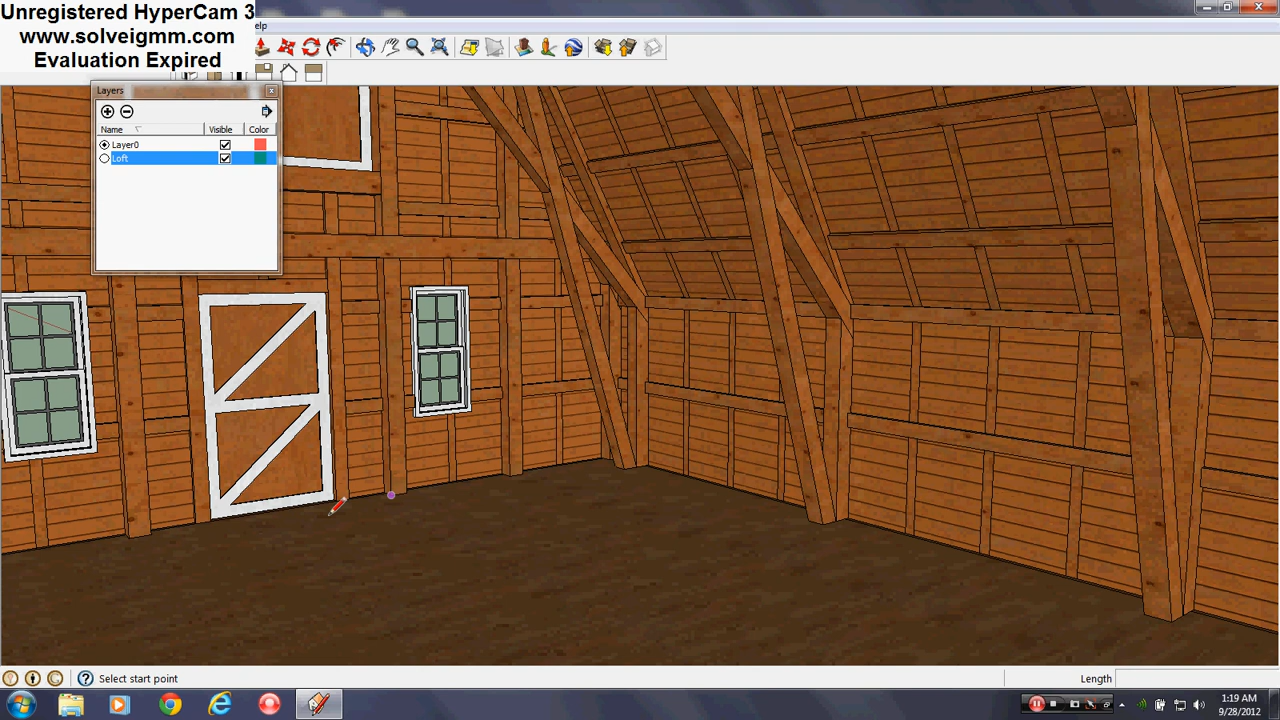 Unregistered HyperCam 3
www.solveigmm.com
Evaluation Expired
elp
Layers
Name Visible Color
Layer0
Loft
Select start point
Length
1:19 AM
9/28/2012